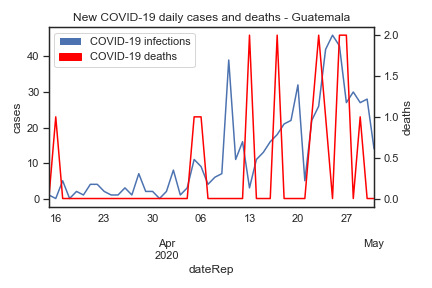 New COVID-19 daily cases and deaths - Guatemala
COVID-19 infections
COVID-19 deaths
40
30
20
10
0
cases
2.0
1.5
1.0
0.5
0.0
deaths
16 23 30 06 13 20 27
Apr May
2020
dateRep